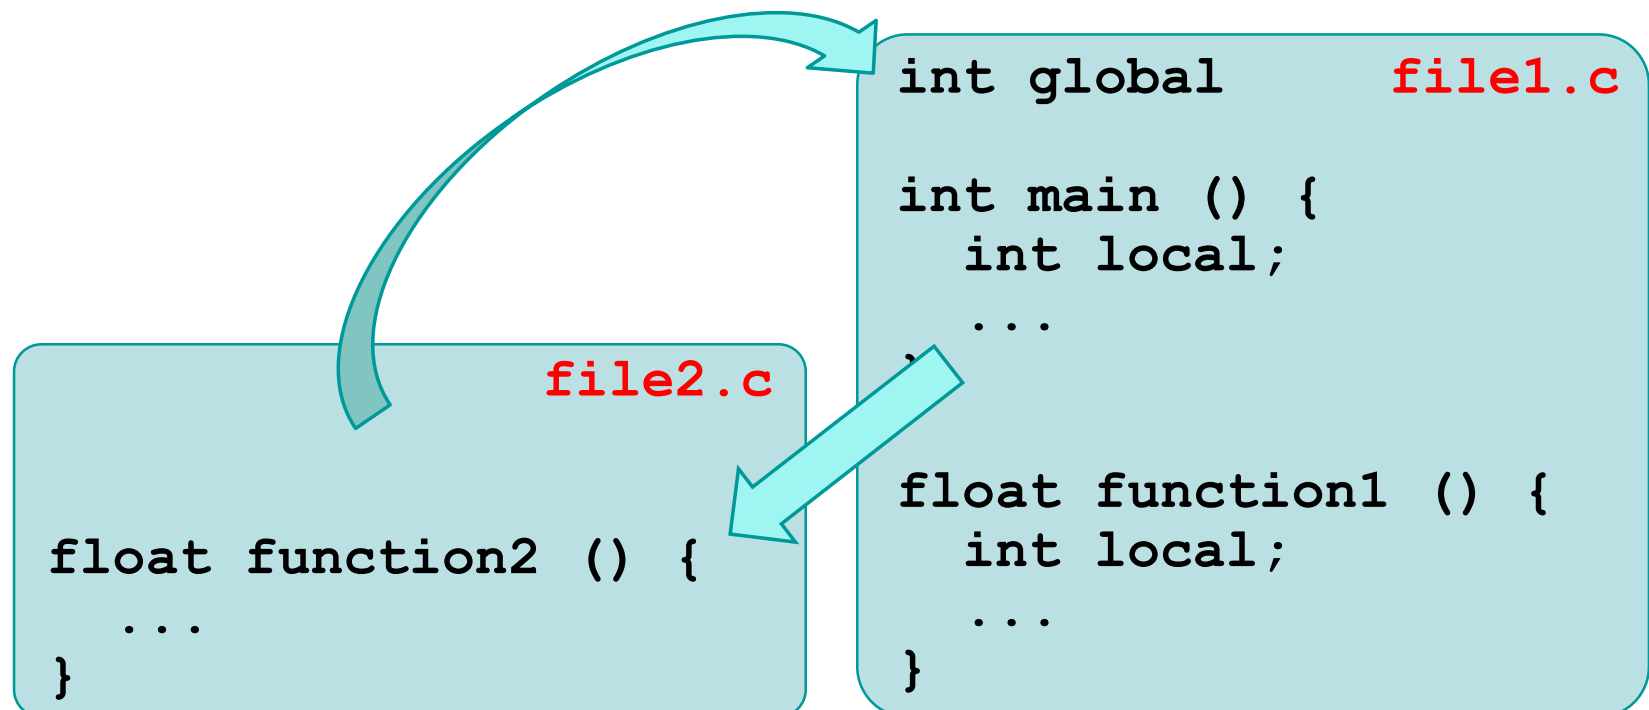 int global file1.c
int main () {
  int local;
  ...
}
float function1 () {
  int local;
  ...
}
file2.c
float function2 () {
  ...
}